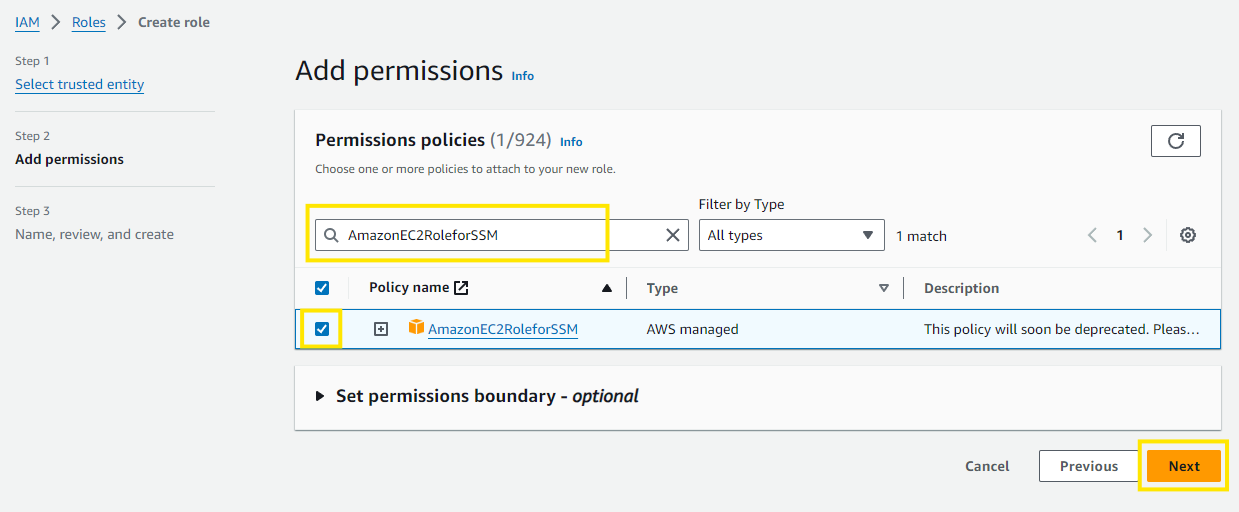 IAM > Roles > Create role
Step 1
Select trusted entity
Step 2
Add permissions
Step 3
Name, review, and create
Add permissions Info
Permissions policies (1/924) Info
Choose one or more policies to attach to your new role.
Filter by Type
AmazonEC2RoleforSSM All types 1 match 1
Policy name Type Description
AmazonEC2RoleforSSM AWS managed This policy will soon be deprecated. Pleas…
Set permissions boundary - optional
Cancel Previous Next